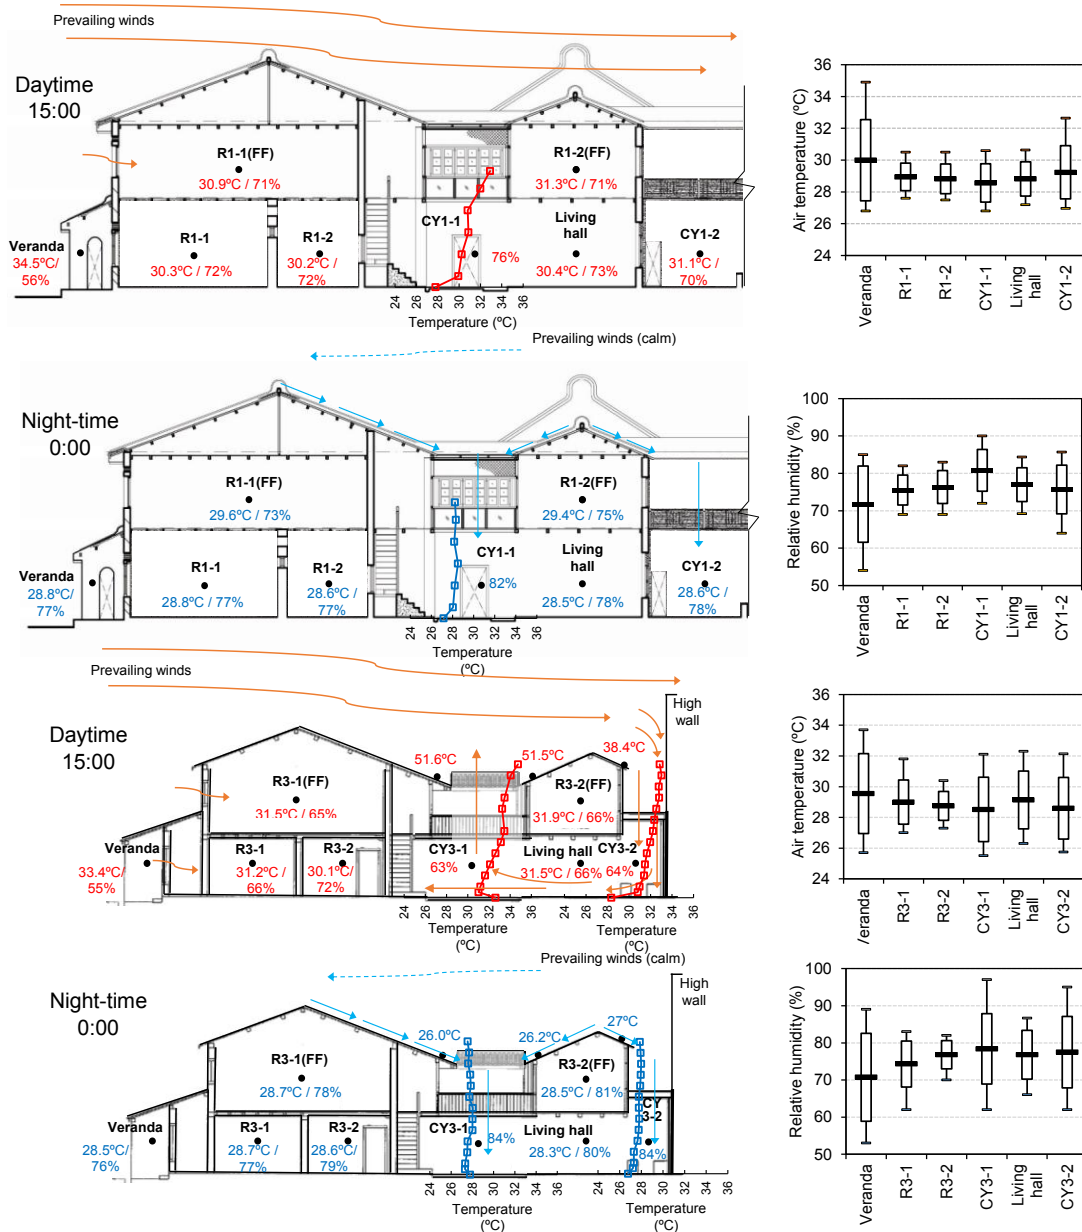 Prevailing winds
Daytime
15:00
R1-1(FF)
30.9ºC / 71%
R1-2(FF)
31.3ºC / 71%
Veranda
34.5ºC/
56%
R1-1
30.3ºC / 72%
R1-2
30.2ºC /
72%
CY1-1
76%
Living
hall
30.4ºC / 73%
CY1-2
31.1ºC /
70%
24 28 30 32 34 36
Temperature (ºC)
Air temperature (ºC)
36
34
32
30
28
26
24
Veranda
R1-1
R1-2
CY1-1
Living
hall
CY1-2
Prevailing winds (calm)
Night-time
0:00
R1-1(FF)
29.6ºC / 73%
R1-2(FF)
29.4ºC / 75%
Veranda
28.8ºC/
77%
R1-1
28.8ºC / 77%
R1-2
28.6ºC /
77%
CY1-1
82%
Living
hall
28.5ºC / 78%
CY1-2
28.6ºC /
78%
24 26 28 30 32 34 36
Temperature
(ºC)
Relative humidity (%)
100
90
80
70
60
50
Veranda
R1-1
R1-2
CY1-1
Living
hall
CY1-2
Prevailing winds
High
wall
Daytime
15:00
51.6ºC
51.5ºC
38.4ºC
R3-1(FF)
31.5ºC / 65%
R3-2(FF)
31.9ºC / 66%
Veranda
33.4ºC/
55%
R3-1
31.2ºC /
66%
R3-2
30.1ºC /
72%
CY3-1
63%
Living hall
31.5ºC / 66%
CY3-2
64%
24 26 28 30 32 34 36
Temperature
(ºC)
24 26 28 30 32 34 36
Temperature
(ºC)
Air temperature (ºC)
36
34
32
30
28
26
24
/eranda
R3-1
R3-2
CY3-1
Living
hall
CY3-2
Prevailing winds (calm)
High
wall
Night-time
0:00
26.0ºC
26.2ºC
27ºC
R3-1(FF)
28.7ºC / 78%
R3-2(FF)
28.5ºC / 81%
Veranda
28.5ºC/
76%
R3-1
28.7ºC /
77%
R3-2
28.6ºC /
79%
CY3-1
84%
Living hall
28.3ºC / 80%
CY
3-2
84%
24 26 28 30 32 34 36
Temperature
(ºC)
24 26 28 30 32 34 36
Temperature
(ºC)
Relative humidity (%)
100
90
80
70
60
50
Veranda
R3-1
R3-2
CY3-1
Living
hall
CY3-2